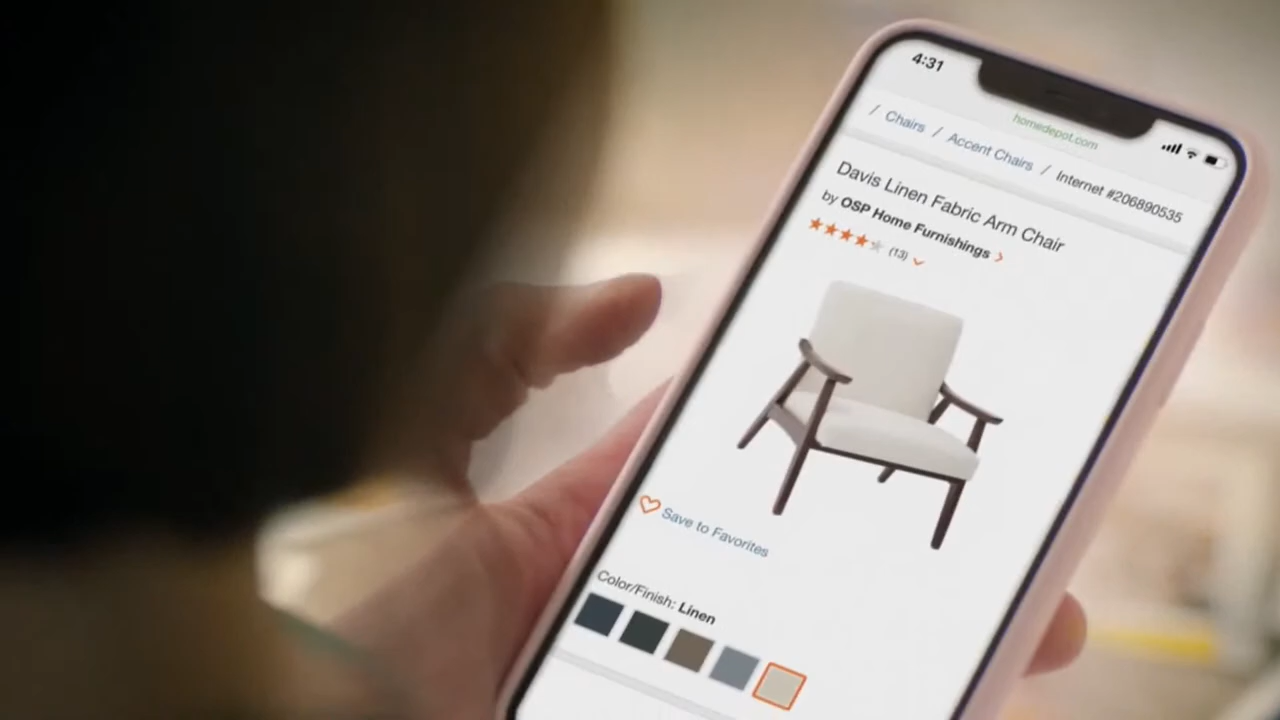 4:31
homedepot.com
/ Chairs / Accent Chairs / Internet #206890535
Davis Linen Fabric Arm Chair
by OSP Home Furnishings >
(13)
Save to Favorites
Color/Finish: Linen